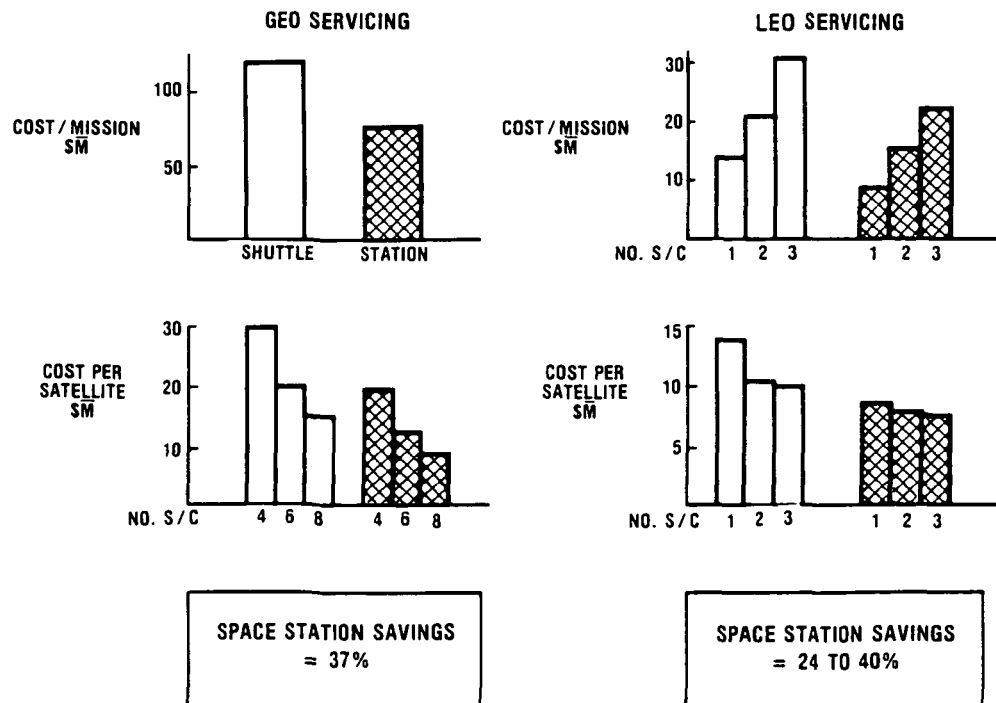 GEO SERVICING
100
50
COST / MISSION
$M
SHUTTLE STATION
LEO SERVICING
30
20
10
COST / MISSION
$M
NO. S/C 1 2 3 1 2 3
30
20
10
COST PER
SATELLITE
$M
NO. S/C 4 6 8 4 6 8
15
10
5
COST PER
SATELLITE
$M
NO. S/C 1 2 3 1 2 3
SPACE STATION SAVINGS
= 37%
SPACE STATION SAVINGS
= 24 TO 40%